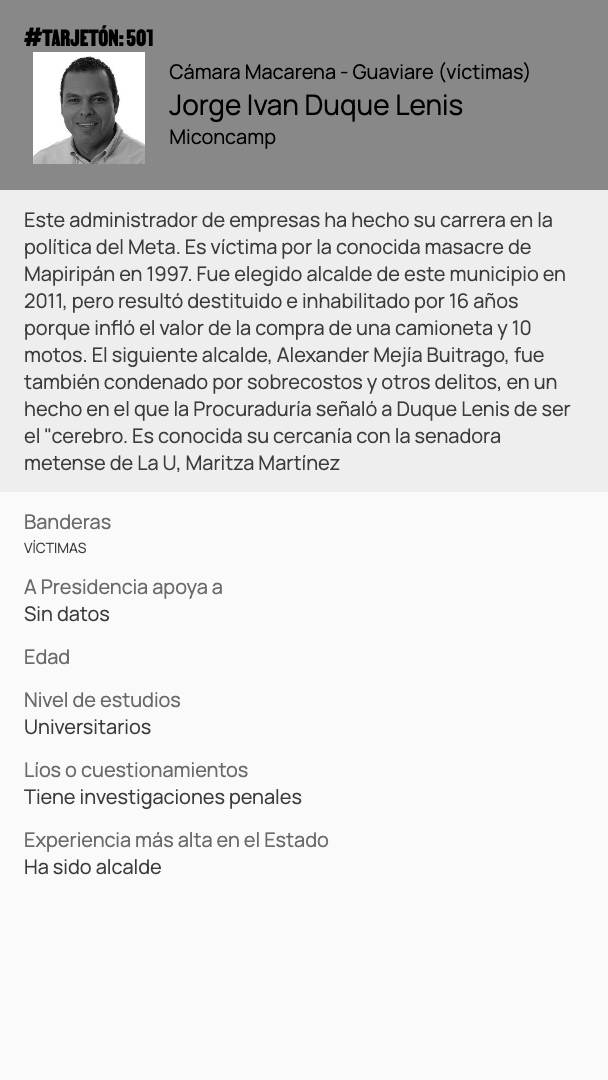 #TARJETÓN: 501
Cámara Macarena - Guaviare (víctimas)
Jorge Ivan Duque Lenis
Miconcamp
Este administrador de empresas ha hecho su carrera en la
política del Meta. Es víctima por la conocida masacre de
Mapiripán en 1997. Fue elegido alcalde de este municipio en
2011, pero resultó destituido e inhabilitado por 16 años
porque infló el valor de la compra de una camioneta y 10
motos. El siguiente alcalde, Alexander Mejía Buitrago, fue
también condenado por sobrecostos y otros delitos, en un
hecho en el que la Procuraduría señaló a Duque Lenis de ser
el "cerebro. Es conocida su cercanía con la senadora
metense de La U, Maritza Martínez
Banderas
VÍCTIMAS
A Presidencia apoya a
Sin datos
Edad
Nivel de estudios
Universitarios
Líos o cuestionamientos
Tiene investigaciones penales
Experiencia más alta en el Estado
Ha sido alcalde